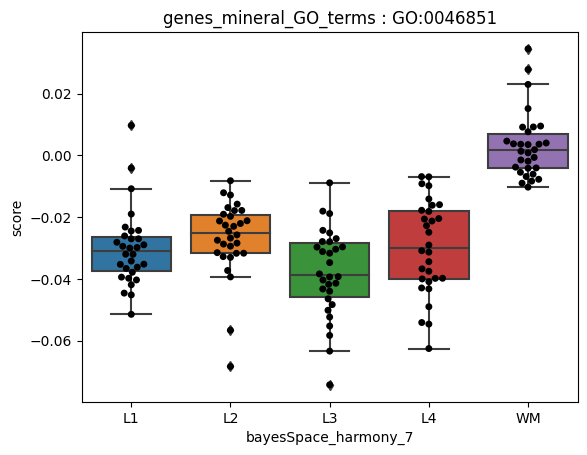 genes_mineral_GO_terms : GO:0046851
score
0.02
0.00
−0.02
−0.04
−0.06
L1
L2
L3
L4
WM
bayesSpace_harmony_7